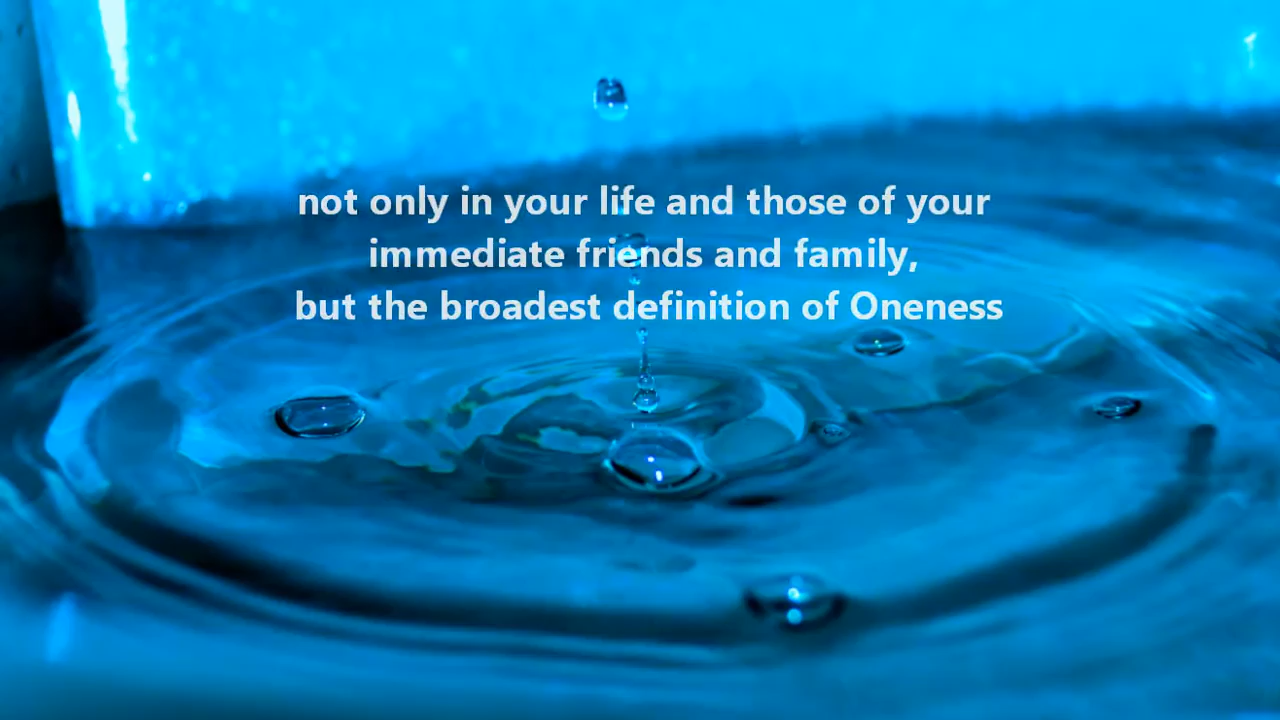 not only in your life and those of your
immediate friends and family,
but the broadest definition of Oneness